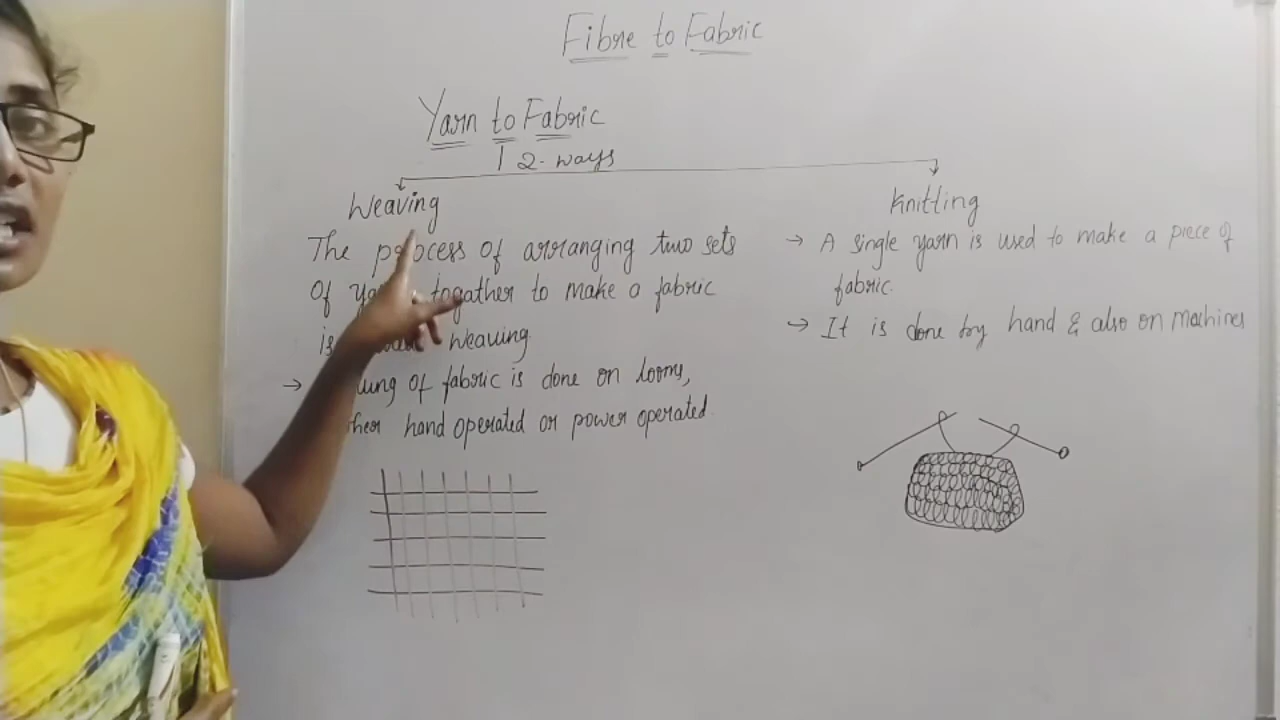 Fibre to Fabric
Yarn to Fabric
2-ways
Weaving
The process of arranging two sets
of together to make a fabric
is weaving
→ of fabric is done on looms,
hand operated or power operated.
Knitting
→ A single yarn is used to make a piece of
fabric.
→ It is done by hand & also on machines